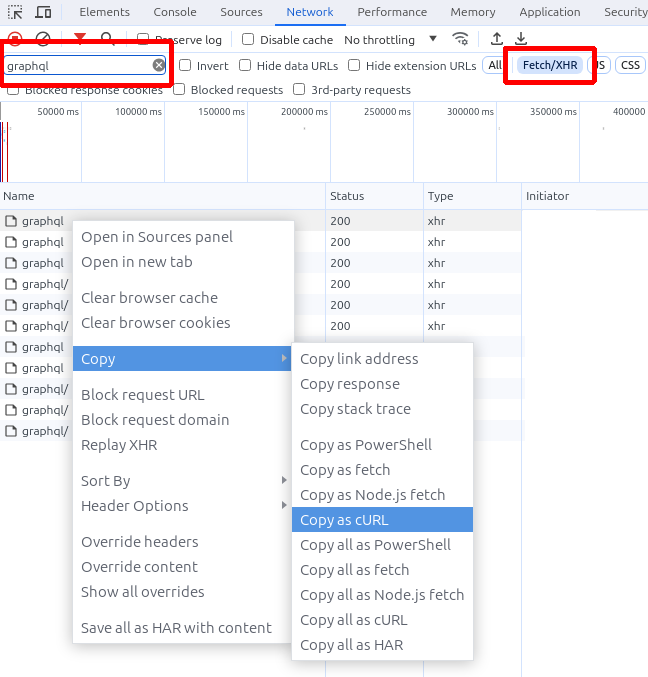 Elements Console Sources Network Performance Memory Application Security
Preserve log Disable cache No throttling
graphql Invert Hide data URLs Hide extension URLs All Fetch/XHR JS CSS
Blocked response cookies Blocked requests 3rd-party requests
50000 ms 100000 ms 150000 ms 200000 ms 250000 ms 300000 ms 350000 ms 400000
Name Status Type Initiator
graphql 200 xhr
graphql 200 xhr
graphql 200 xhr
graphql/ 200 xhr
graphql/ 200 xhr
graphql/ 200 xhr
graphql
graphql
graphql/
graphql/
graphql/
Open in Sources panel
Open in new tab
Clear browser cache
Clear browser cookies
Copy
Block request URL
Block request domain
Replay XHR
Sort By
Header Options
Override headers
Override content
Show all overrides
Save all as HAR with content
Copy link address
Copy response
Copy stack trace
Copy as PowerShell
Copy as fetch
Copy as Node.js fetch
Copy as cURL
Copy all as PowerShell
Copy all as fetch
Copy all as Node.js fetch
Copy all as cURL
Copy all as HAR